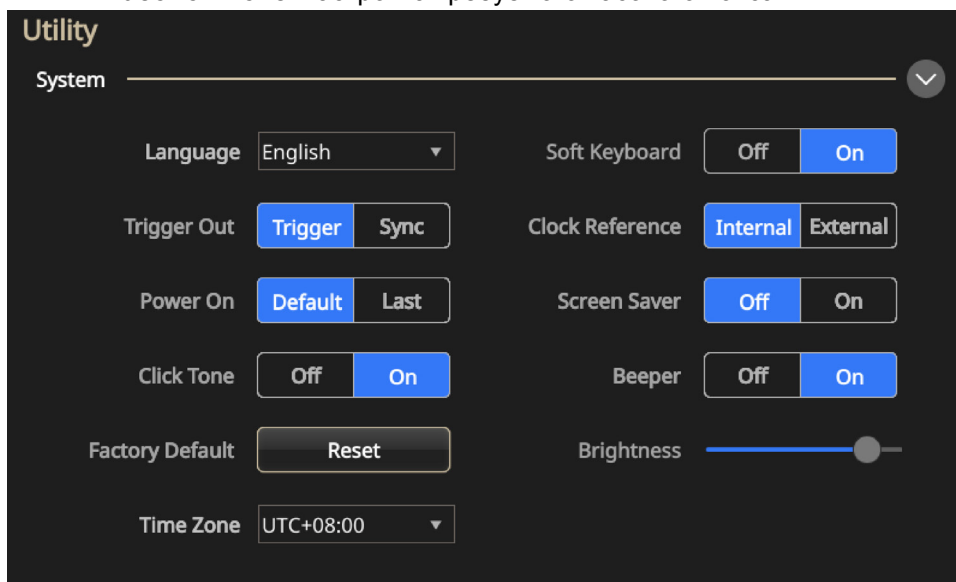 Utility
System
Language English Soft Keyboard Off On
Trigger Out Trigger Sync Clock Reference Internal External
Power On Default Last Screen Saver Off On
Click Tone Off On Beeper Off On
Factory Default Reset Brightness
Time Zone UTC+08:00